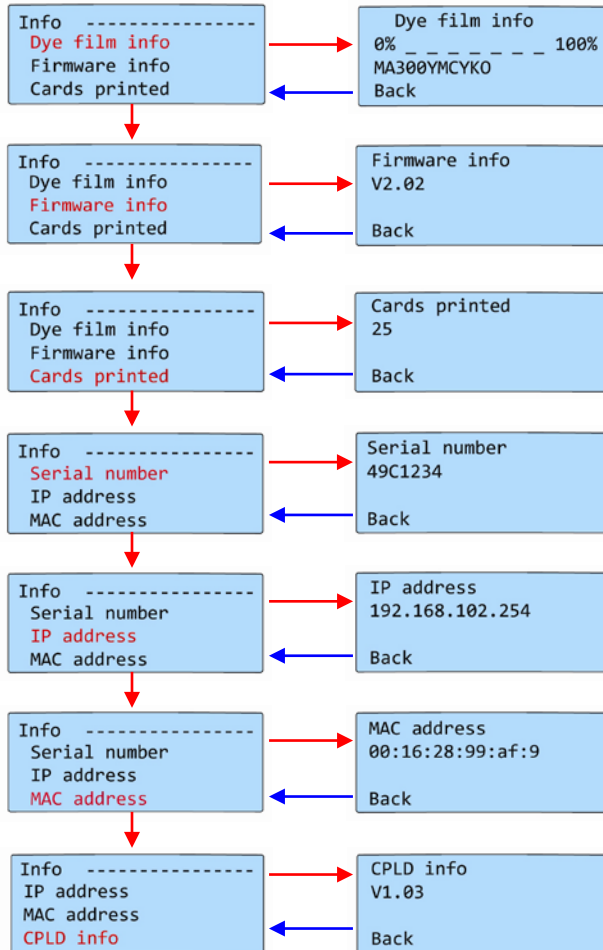 Info ----------------
Dye film info
Firmware info
Cards printed
Dye film info
0% _ _ _ _ _ _ _ 100%
MA300YMCYKO
Back
Info ----------------
Dye film info
Firmware info
Cards printed
Firmware info
V2.02
Back
Info ----------------
Dye film info
Firmware info
Cards printed
Cards printed
25
Back
Info ----------------
Serial number
IP address
MAC address
Serial number
49C1234
Back
Info ----------------
Serial number
IP address
MAC address
IP address
192.168.102.254
Back
Info ----------------
Serial number
IP address
MAC address
MAC address
00:16:28:99:af:9
Back
Info ----------------
IP address
MAC address
CPLD info
CPLD info
V1.03
Back